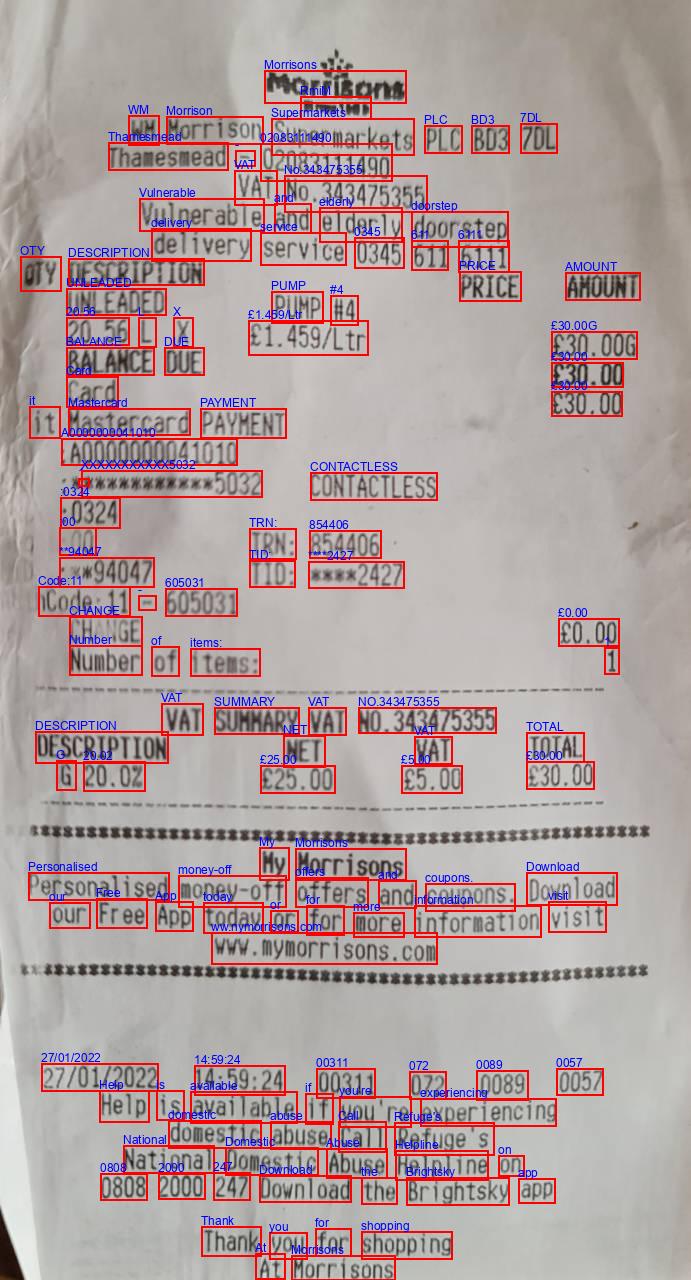 Morrisons
WM Morrison Supermarkets PLC BD3 7DL
Thamesmead - 02083111490
VAT No.343475355
Vulnerable and elderly doorstep
delivery service 0345 611 6111
QTY DESCRIPTION PRICE AMOUNT
UNLEADED PUMP #4
20.56 L X £1.459/Ltr £30.00G
BALANCE DUE £30.00
Card £30.00
it Mastercard PAYMENT
:A0000000041010
************5032 CONTACTLESS
:0324
:00 TRN: 854406
:**94047 TID: ****2427
Code:11 - 605031
CHANGE £0.00
Number of items: 1
VAT SUMMARY VAT NO.343475355
DESCRIPTION NET VAT TOTAL
G 20.0% £25.00 £5.00 £30.00
My Morrisons
Personalised money-off offers and coupons. Download
our Free App today or for more information visit
www.mymorrisons.com
27/01/2022 14:59:24 00311 072 0089 0057
Help is available if you're experiencing
domestic abuse Call Refuge's
National Domestic Abuse Helpline on
0808 2000 247 Download the Brightsky app
Thank you for shopping
At Morrisons